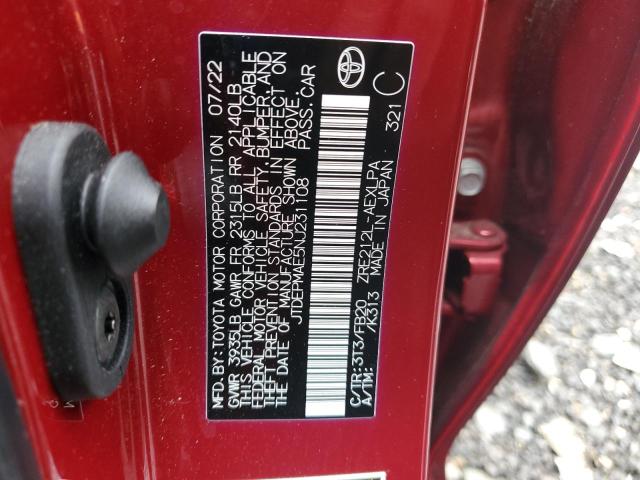 MFD. BY: TOYOTA MOTOR CORPORATION 07/22
GVWR 3935LB GAWR FR 2315LB RR 2140LB
THIS VEHICLE CONFORMS TO ALL APPLICABLE
FEDERAL MOTOR VEHICLE SAFETY, BUMPER, AND
THEFT PREVENTION STANDARDS IN EFFECT ON
THE DATE OF MANUFACTURE SHOWN ABOVE.
JTDEPMAE5NJ231108 PASS. CAR
C/TR: 3T3/FB20 ZRE212L-AEXLPA 321 C
A/TM: /K313 MADE IN JAPAN